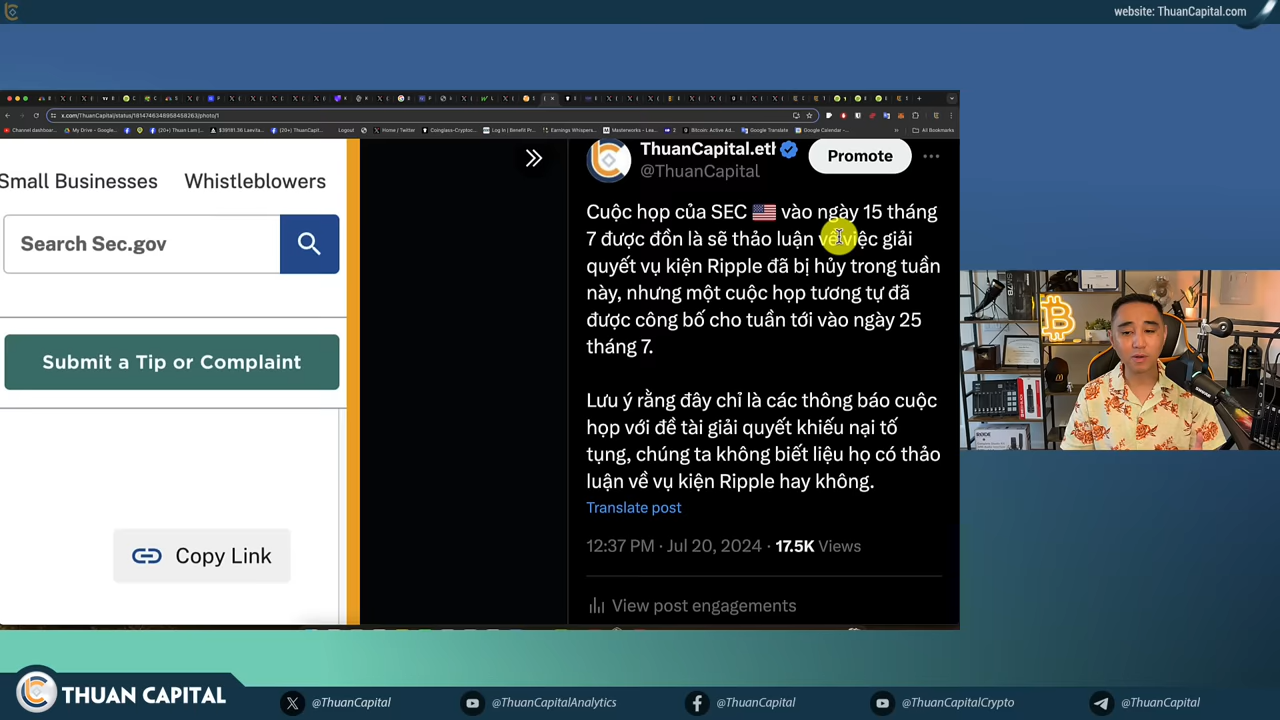 website: ThuanCapital.com
x.com/ThuanCapital/status/1814746348958458263/photo/1
Small Businesses Whistleblowers
Search Sec.gov
Submit a Tip or Complaint
Copy Link
ThuanCapital.eth
Promote
@ThuanCapital
Cuộc họp của SEC 🇺🇸 vào ngày 15 tháng
7 được đồn là sẽ thảo luận về việc giải
quyết vụ kiện Ripple đã bị hủy trong tuần
này, nhưng một cuộc họp tương tự đã
được công bố cho tuần tới vào ngày 25
tháng 7.
Lưu ý rằng đây chỉ là các thông báo cuộc
họp với đề tài giải quyết khiếu nại tố
tụng, chúng ta không biết liệu họ có thảo
luận về vụ kiện Ripple hay không.
Translate post
12:37 PM · Jul 20, 2024 · 17.5K Views
View post engagements
THUAN CAPITAL
@ThuanCapital
@ThuanCapitalAnalytics
@ThuanCapital
@ThuanCapitalCrypto
@ThuanCapital